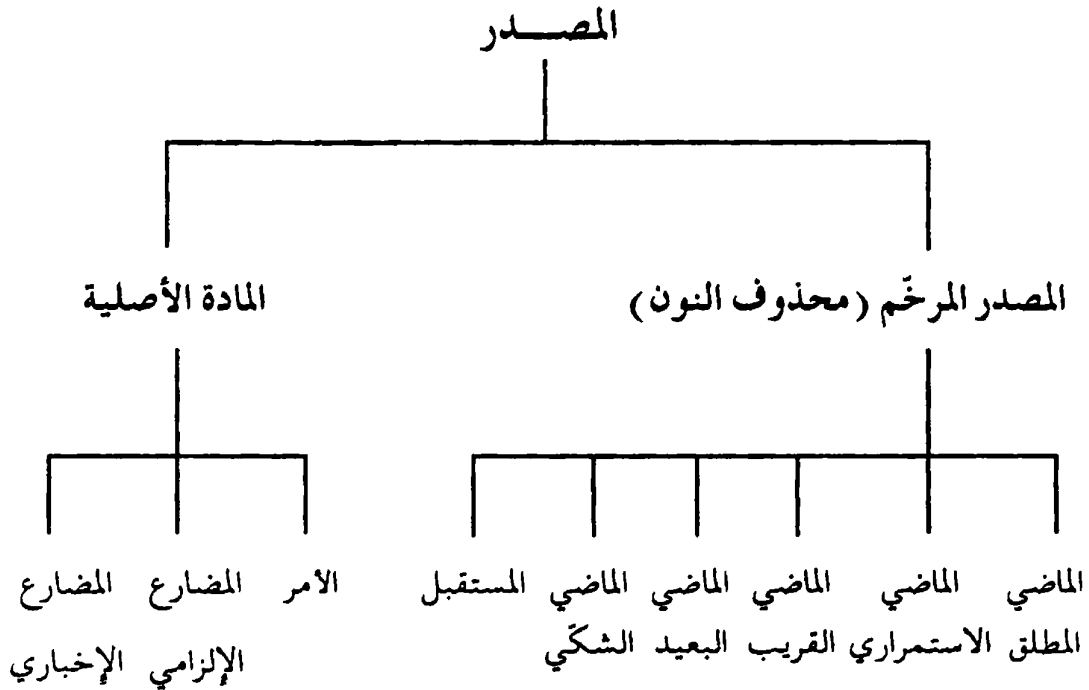 المصــدر
المصدر المرخَّم (محذوف النون) المادة الأصلية
الماضي الماضي الماضي الماضي الماضي المستقبل الأمر المضارع المضارع
المطلق الاستمراري القريب البعيد الشكّي الإلزامي الإخباري